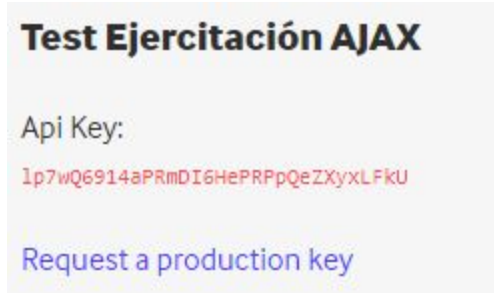 Test Ejercitación AJAX
Api Key:
lp7wQ6914aPRmDI6HePRPpQeZXyxLFkU
Request a production key